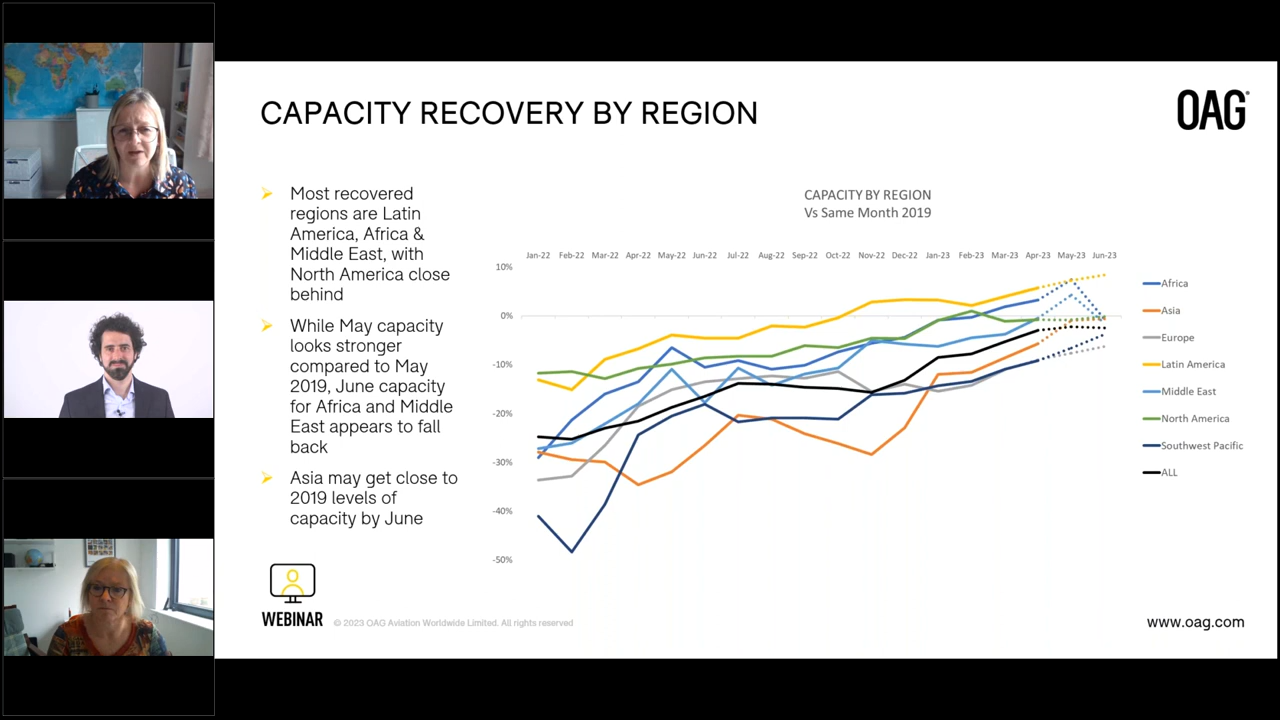 CAPACITY RECOVERY BY REGION
OAG
Most recovered
regions are Latin
America, Africa &
Middle East, with
North America close
behind
While May capacity
looks stronger
compared to May
2019, June capacity
for Africa and Middle
East appears to fall
back
Asia may get close to
2019 levels of
capacity by June
CAPACITY BY REGION
Vs Same Month 2019
Jan-22 Feb-22 Mar-22 Apr-22 May-22 Jun-22 Jul-22 Aug-22 Sep-22 Oct-22 Nov-22 Dec-22 Jan-23 Feb-23 Mar-23 Apr-23 May-23 Jun-23
10%
0%
-10%
-20%
-30%
-40%
-50%
Africa
Asia
Europe
Latin America
Middle East
North America
Southwest Pacific
ALL
WEBINAR
© 2023 OAG Aviation Worldwide Limited. All rights reserved
www.oag.com